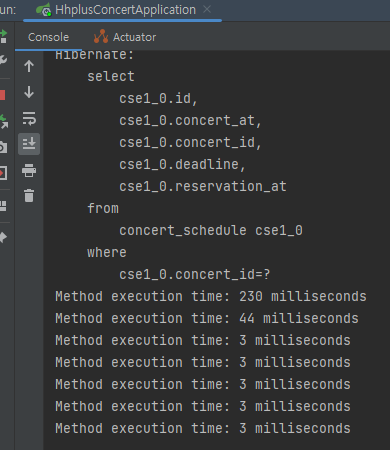 un:
HhplusConcertApplication
Console
Actuator
Hibernate:
select
cse1_0.id,
cse1_0.concert_at,
cse1_0.concert_id,
cse1_0.deadline,
cse1_0.reservation_at
from
concert_schedule cse1_0
where
cse1_0.concert_id=?
Method execution time: 230 milliseconds
Method execution time: 44 milliseconds
Method execution time: 3 milliseconds
Method execution time: 3 milliseconds
Method execution time: 3 milliseconds
Method execution time: 3 milliseconds
Method execution time: 3 milliseconds